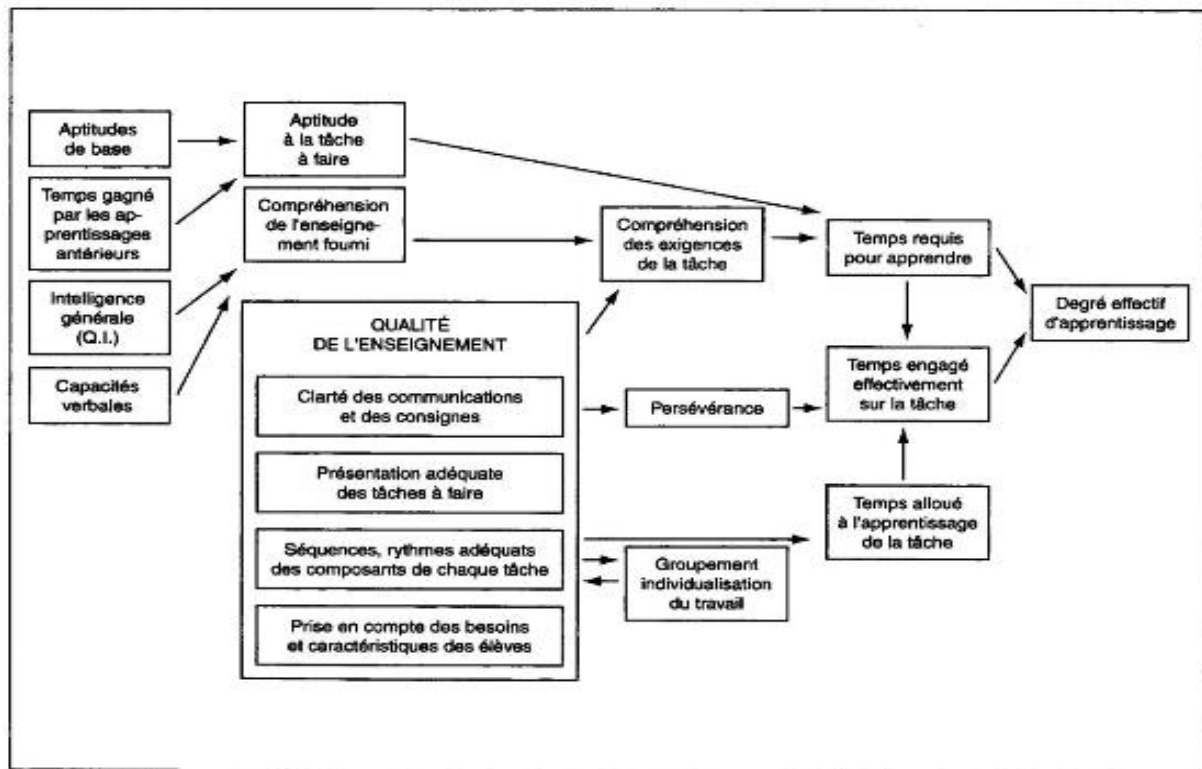 Aptitudes
de base
Temps gagné
par les ap-
prentissages
antérieurs
Intelligence
générale
(Q.I.)
Capacités
verbales
Aptitude
à la tâche
à faire
Compréhension
de l'enseigne-
ment fourni
QUALITÉ
DE L'ENSEIGNEMENT
Clarté des communications
et des consignes
Présentation adéquate
des tâches à faire
Séquences, rythmes adéquats
des composants de chaque tâche
Prise en compte des besoins
et caractéristiques des élèves
Compréhension
des exigences
de la tâche
Persévérance
Groupement
individualisation
du travail
Temps requis
pour apprendre
Temps engagé
effectivement
sur la tâche
Temps alloué
à l'apprentissage
de la tâche
Degré effectif
d'apprentissage